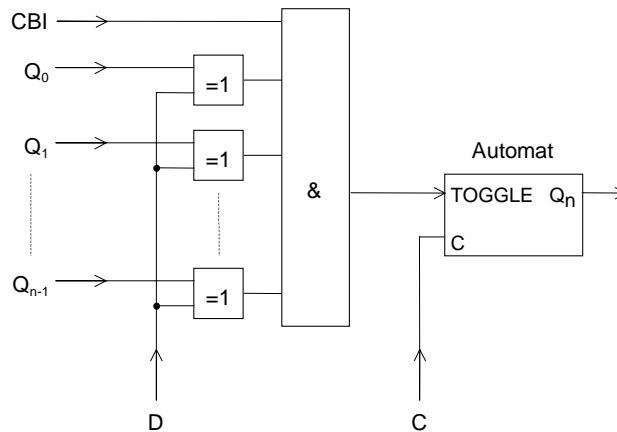 CBI
Q0
=1
Q1
=1
Automat
&
TOGGLE Qn
C
Qn-1
=1
D
C